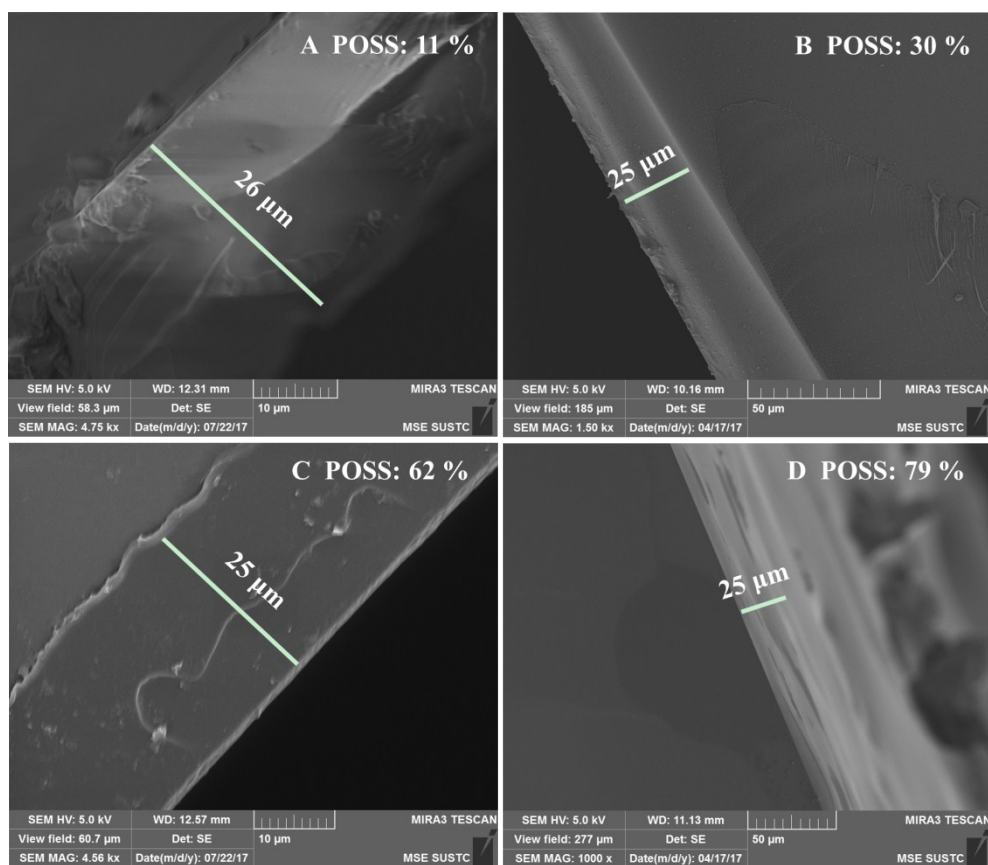 A POSS: 11 %
26 µm
SEM HV: 5.0 kV WD: 12.31 mm MIRA3 TESCAN
View field: 58.3 µm Det: SE 10 µm
SEM MAG: 4.75 kx Date(m/d/y): 07/22/17 MSE SUSTC
B POSS: 30 %
25 µm
SEM HV: 5.0 kV WD: 10.16 mm MIRA3 TESCAN
View field: 185 µm Det: SE 50 µm
SEM MAG: 1.50 kx Date(m/d/y): 04/17/17 MSE SUSTC
C POSS: 62 %
25 µm
SEM HV: 5.0 kV WD: 12.57 mm MIRA3 TESCAN
View field: 60.7 µm Det: SE 10 µm
SEM MAG: 4.56 kx Date(m/d/y): 07/22/17 MSE SUSTC
D POSS: 79 %
25 µm
SEM HV: 5.0 kV WD: 11.13 mm MIRA3 TESCAN
View field: 277 µm Det: SE 50 µm
SEM MAG: 1000 x Date(m/d/y): 04/17/17 MSE SUSTC